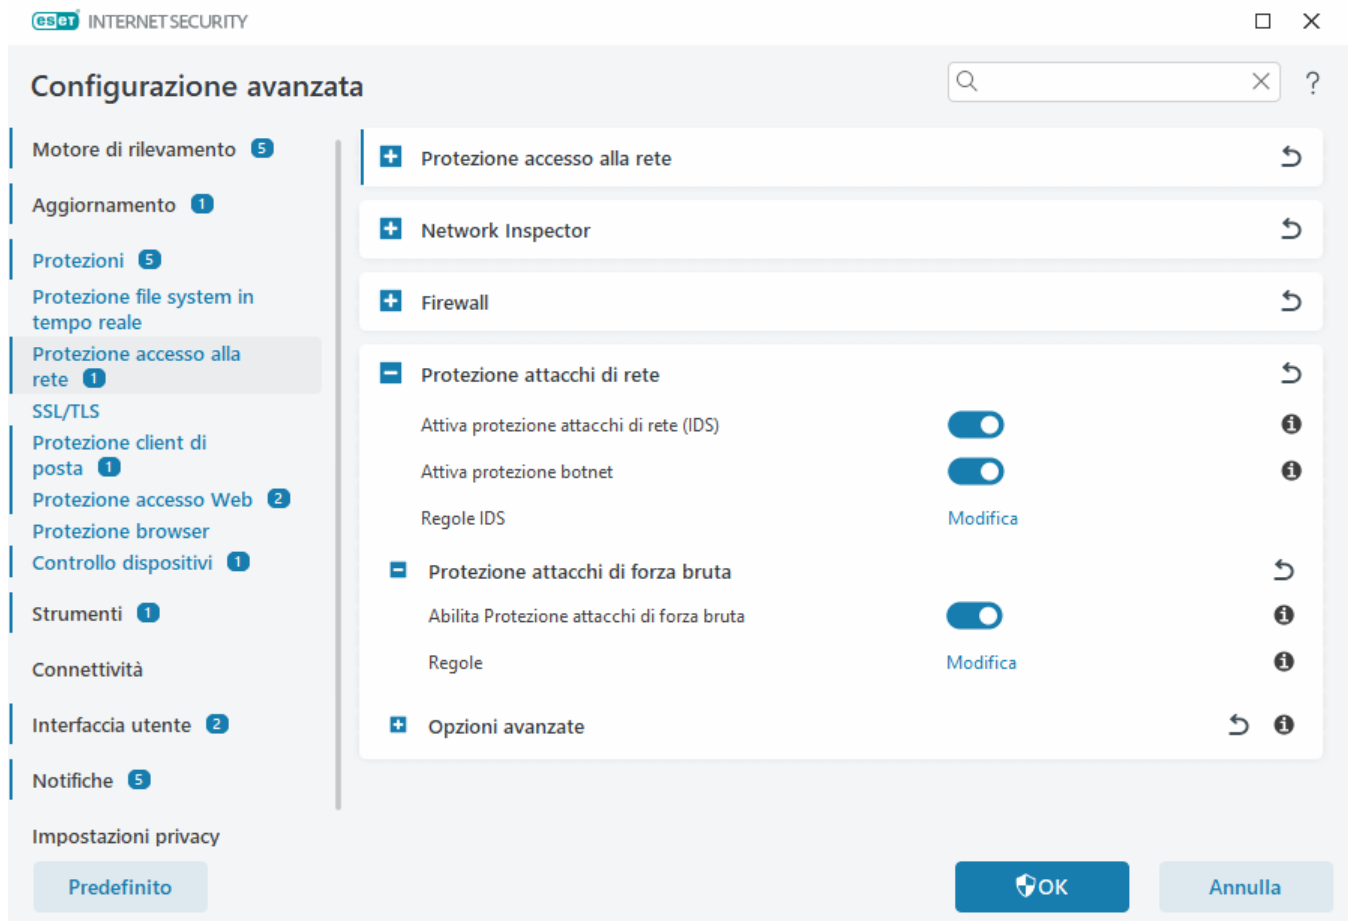 eset INTERNET SECURITY
Configurazione avanzata
?
Motore di rilevamento 5
Aggiornamento 1
Protezioni 5
Protezione file system in
tempo reale
Protezione accesso alla
rete 1
SSL/TLS
Protezione client di
posta 1
Protezione accesso Web 2
Protezione browser
Controllo dispositivi 1
Strumenti 1
Connettività
Interfaccia utente 2
Notifiche 5
Impostazioni privacy
Protezione accesso alla rete
Network Inspector
Firewall
Protezione attacchi di rete
Attiva protezione attacchi di rete (IDS)
Attiva protezione botnet
Regole IDS Modifica
Protezione attacchi di forza bruta
Abilita Protezione attacchi di forza bruta
Regole Modifica
Opzioni avanzate
Predefinito
OK
Annulla